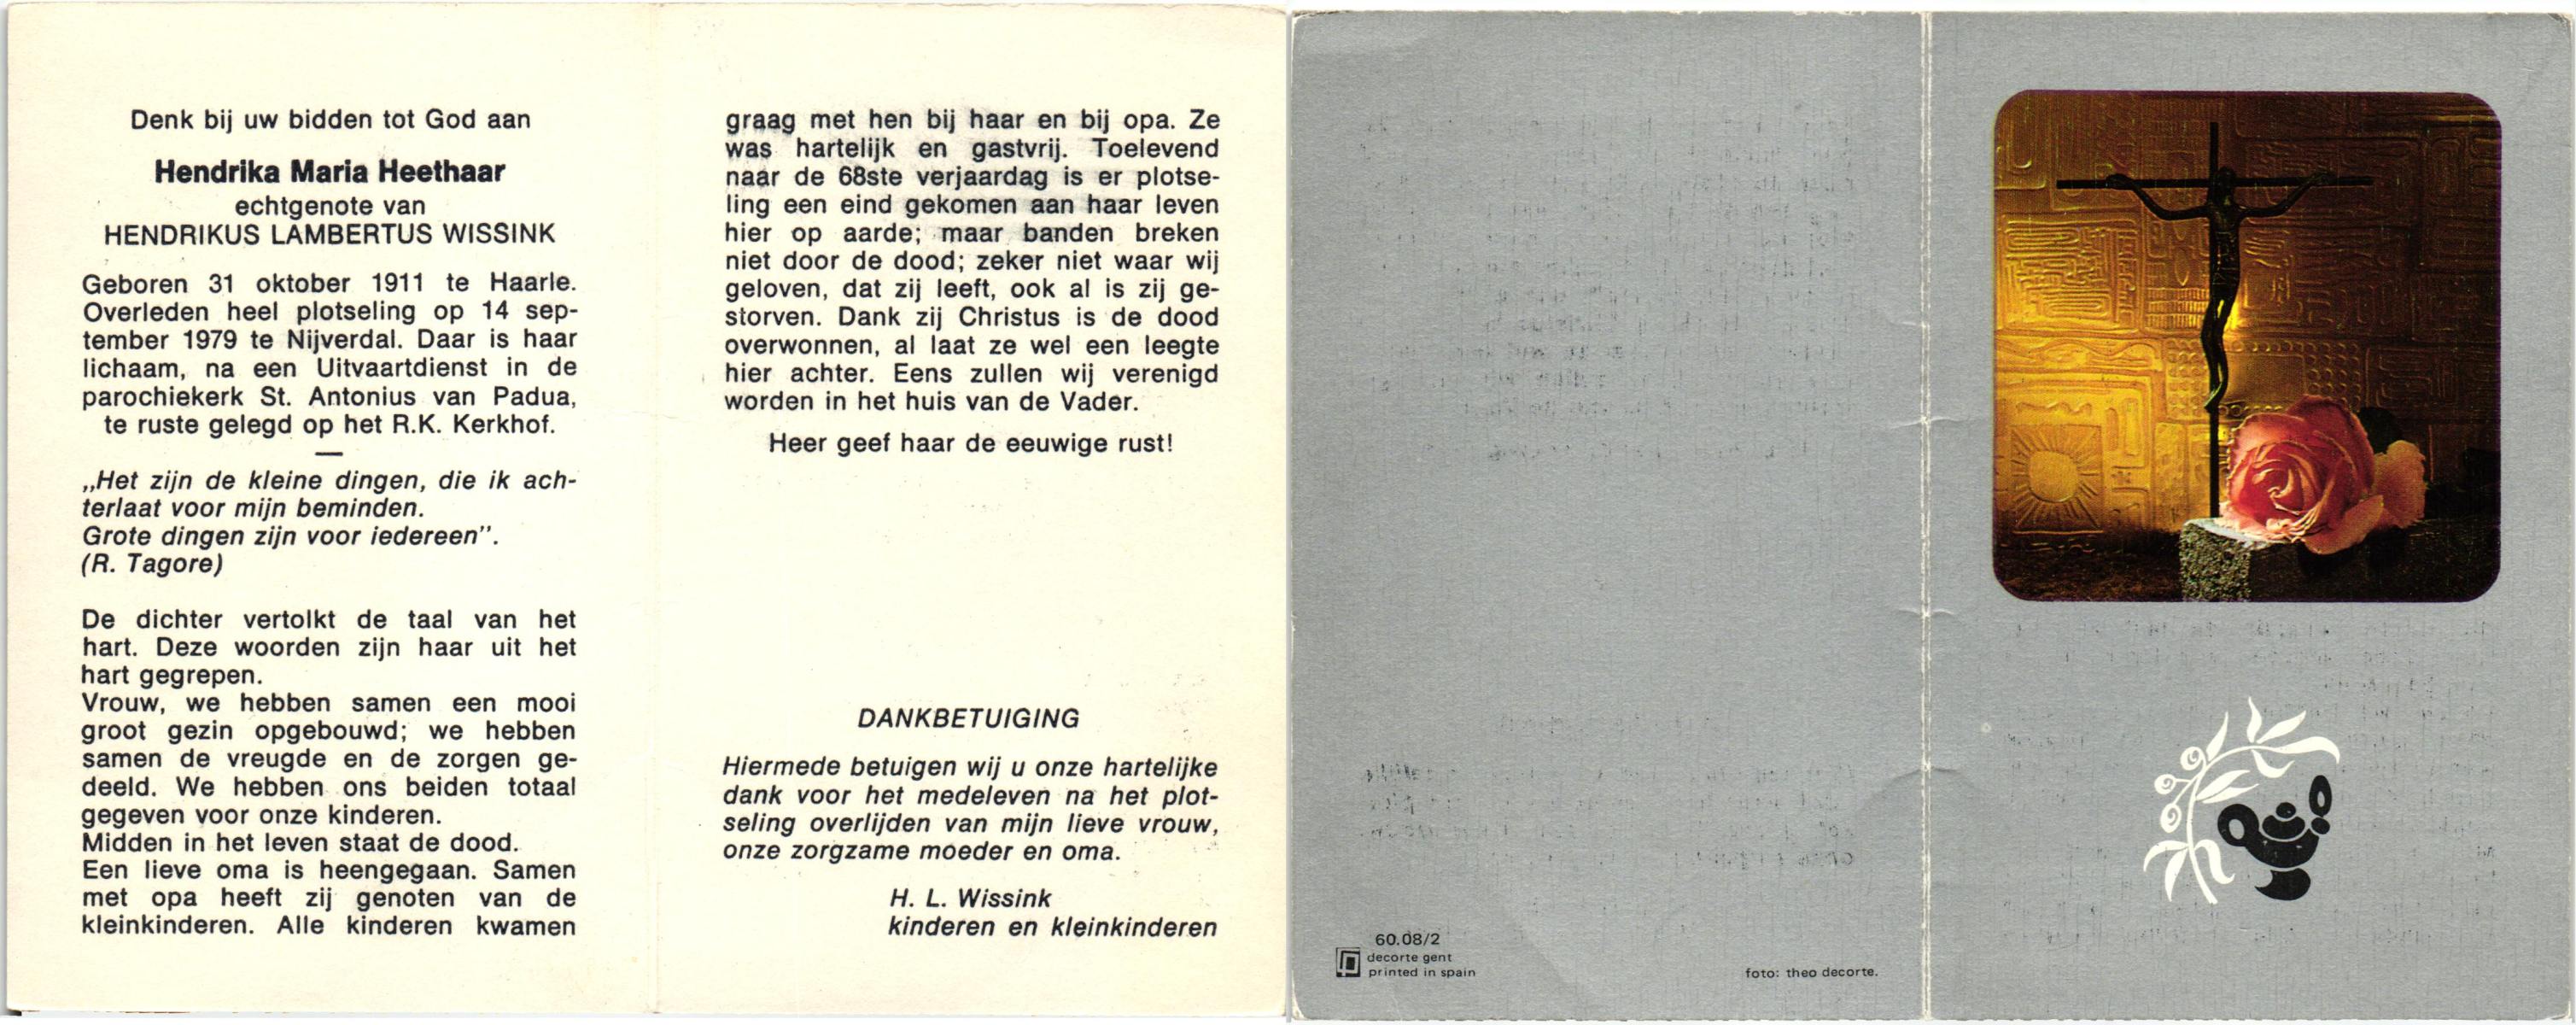 Denk bij uw bidden tot God aan
Hendrika Maria Heethaar
echtgenote van
HENDRIKUS LAMBERTUS WISSINK
Geboren 31 oktober 1911 te Haarle.
Overleden heel plotseling op 14 sep-
tember 1979 te Nijverdal. Daar is haar
lichaam, na een Uitvaartdienst in de
parochiekerk St. Antonius van Padua,
te ruste gelegd op het R.K. Kerkhof.
„Het zijn de kleine dingen, die ik ach-
terlaat voor mijn beminden.
Grote dingen zijn voor iedereen”.
(R. Tagore)
De dichter vertolkt de taal van het
hart. Deze woorden zijn haar uit het
hart gegrepen.
Vrouw, we hebben samen een mooi
groot gezin opgebouwd; we hebben
samen de vreugde en de zorgen ge-
deeld. We hebben ons beiden totaal
gegeven voor onze kinderen.
Midden in het leven staat de dood.
Een lieve oma is heengegaan. Samen
met opa heeft zij genoten van de
kleinkinderen. Alle kinderen kwamen
graag met hen bij haar en bij opa. Ze
was hartelijk en gastvrij. Toelevend
naar de 68ste verjaardag is er plotse-
ling een eind gekomen aan haar leven
hier op aarde; maar banden breken
niet door de dood; zeker niet waar wij
geloven, dat zij leeft, ook al is zij ge-
storven. Dank zij Christus is de dood
overwonnen, al laat ze wel een leegte
hier achter. Eens zullen wij verenigd
worden in het huis van de Vader.
Heer geef haar de eeuwige rust!
DANKBETUIGING
Hiermede betuigen wij u onze hartelijke
dank voor het medeleven na het plot-
seling overlijden van mijn lieve vrouw,
onze zorgzame moeder en oma.
H. L. Wissink
kinderen en kleinkinderen
60.08/2
decorte gent
printed in spain
foto: theo decorte.